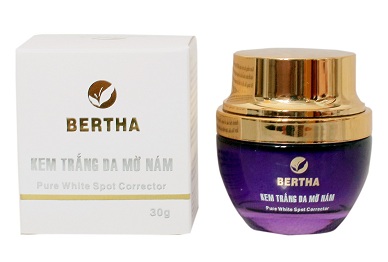 BERTHA
KEM TRẮNG DA MỜ NÁM
Pure White Spot Corrector
30g
BERTHA
KEM TRẮNG DA MỜ NÁM
Pure White Spot Corrector